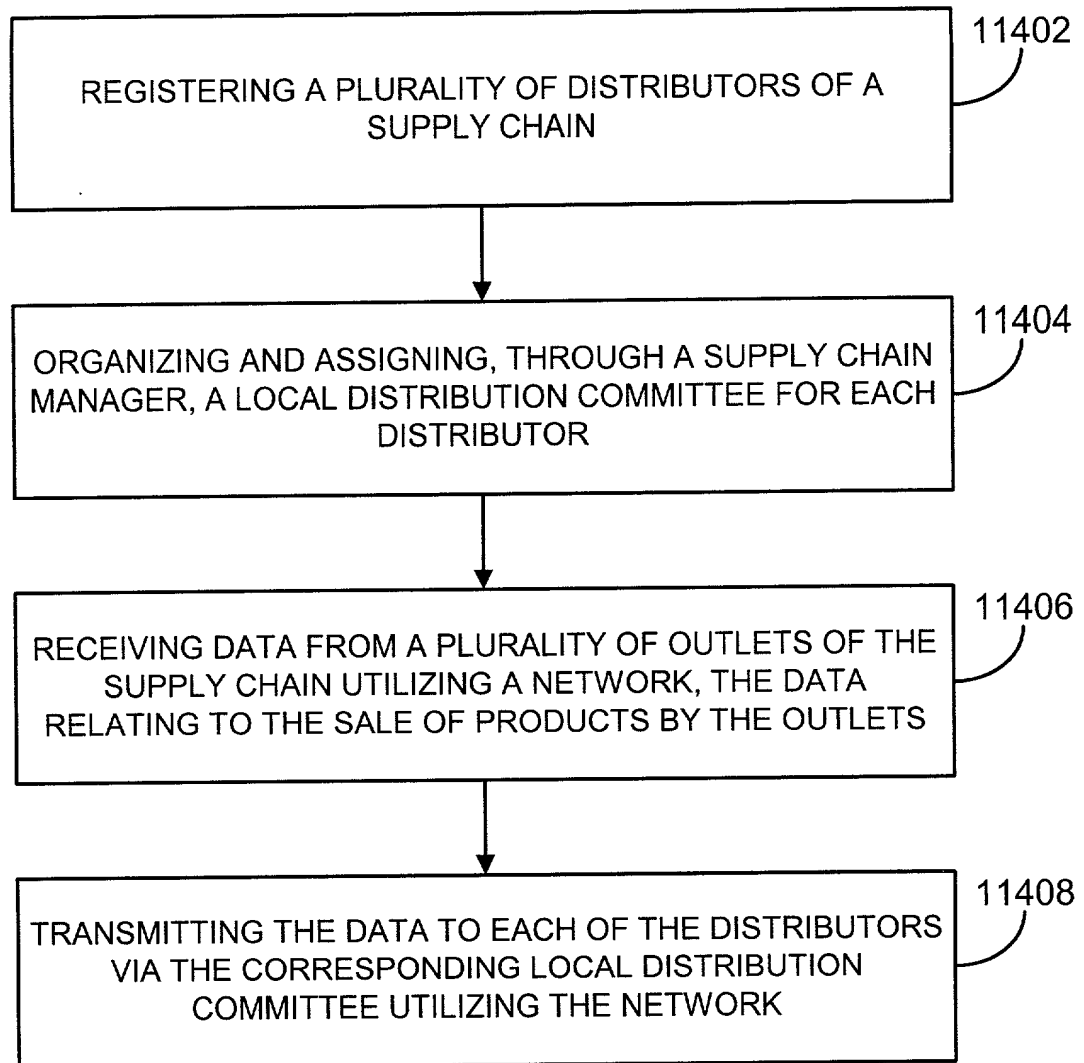 11402
REGISTERING A PLURALITY OF DISTRIBUTORS OF A
SUPPLY CHAIN
11404
ORGANIZING AND ASSIGNING, THROUGH A SUPPLY CHAIN
MANAGER, A LOCAL DISTRIBUTION COMMITTEE FOR EACH
DISTRIBUTOR
11406
RECEIVING DATA FROM A PLURALITY OF OUTLETS OF THE
SUPPLY CHAIN UTILIZING A NETWORK, THE DATA
RELATING TO THE SALE OF PRODUCTS BY THE OUTLETS
11408
TRANSMITTING THE DATA TO EACH OF THE DISTRIBUTORS
VIA THE CORRESPONDING LOCAL DISTRIBUTION
COMMITTEE UTILIZING THE NETWORK